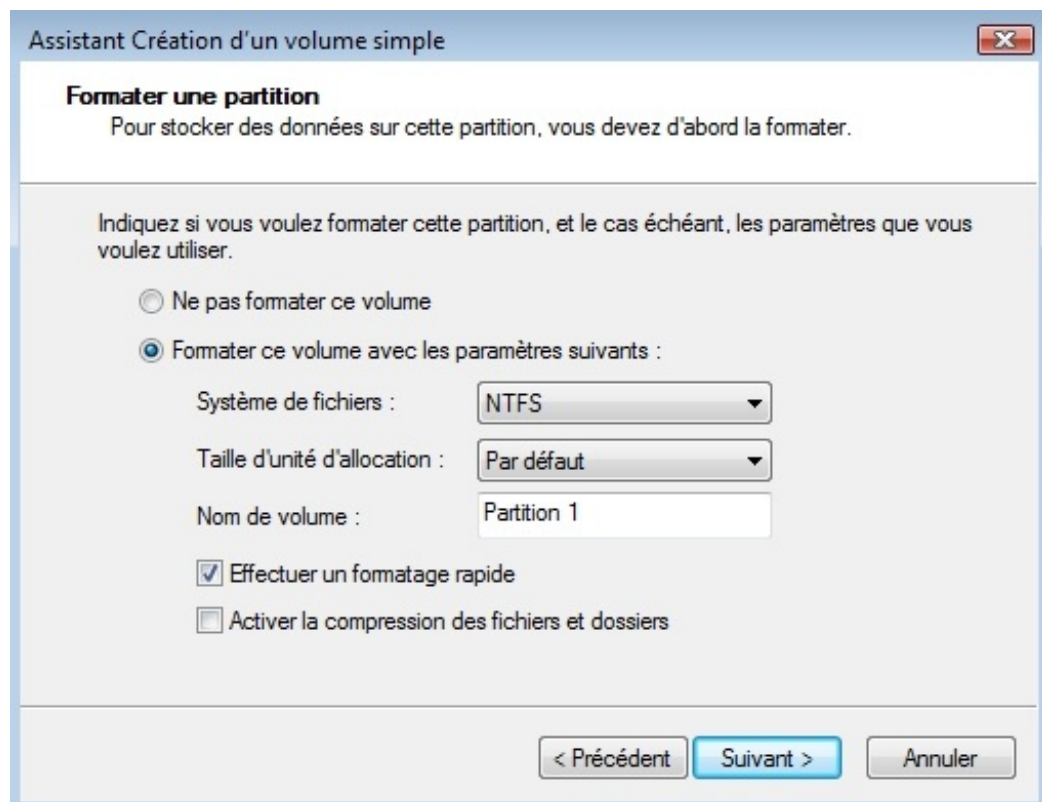 Assistant Création d'un volume simple
Formater une partition
Pour stocker des données sur cette partition, vous devez d'abord la formater.
Indiquez si vous voulez formater cette partition, et le cas échéant, les paramètres que vous
voulez utiliser.
Ne pas formater ce volume
Formater ce volume avec les paramètres suivants :
Système de fichiers : NTFS
Taille d'unité d'allocation : Par défaut
Nom de volume : Partition 1
Effectuer un formatage rapide
Activer la compression des fichiers et dossiers
< Précédent Suivant > Annuler